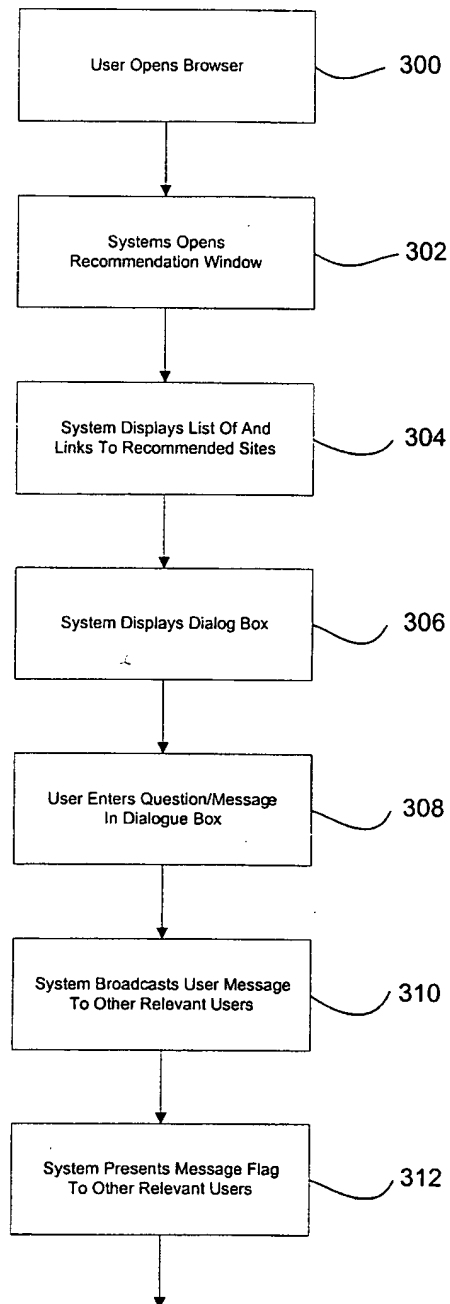 User Opens Browser
300
Systems Opens
Recommendation Window
302
System Displays List Of And
Links To Recommended Sites
304
System Displays Dialog Box
306
User Enters Question/Message
In Dialogue Box
308
System Broadcasts User Message
To Other Relevant Users
310
System Presents Message Flag
To Other Relevant Users
312